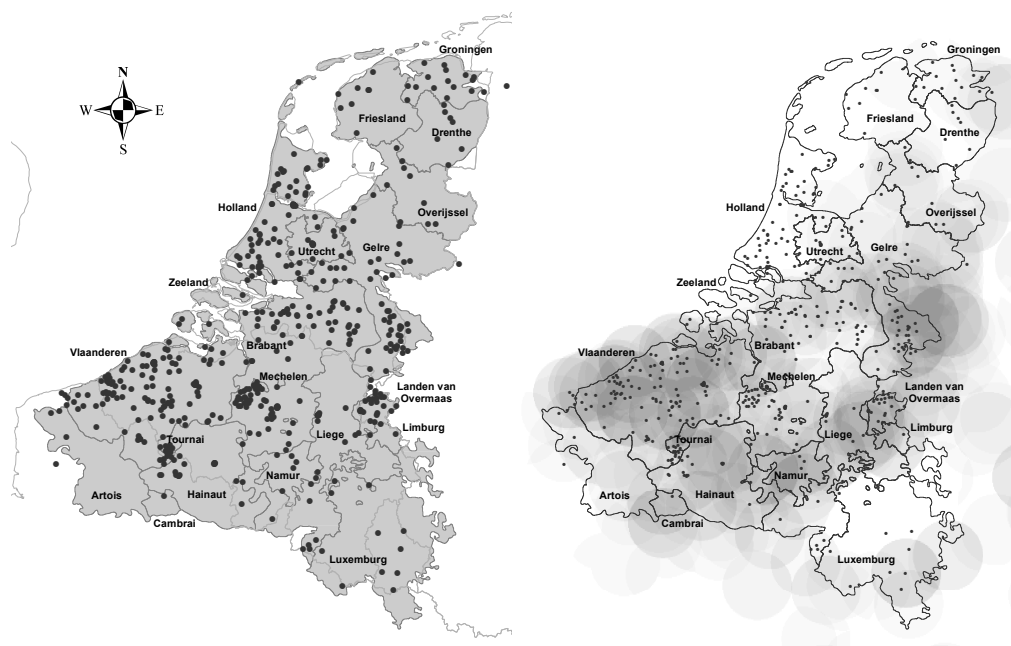 Groningen
N
W E
S
Friesland
Drenthe
Holland
Overijssel
Utrecht
Gelre
Zeeland
Vlaanderen
Brabant
Mechelen
Landen van
Overmaas
Tournai
Liege
Limburg
Namur
Artois
Hainaut
Cambrai
Luxemburg
Groningen
Friesland
Drenthe
Holland
Overijssel
Utrecht
Gelre
Zeeland
Vlaanderen
Brabant
Mechelen
Landen van
Overmaas
Tournai
Liege
Limburg
Namur
Artois
Hainaut
Cambrai
Luxemburg